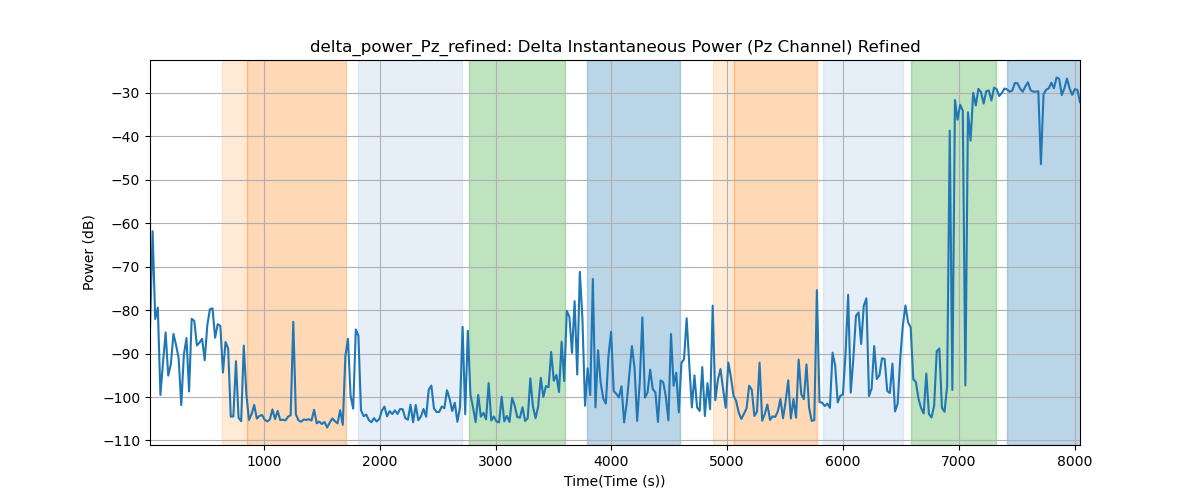 delta_power_Pz_refined: Delta Instantaneous Power (Pz Channel) Refined
Power (dB)
−30
−40
−50
−60
−70
−80
−90
−100
−110
1000 2000 3000 4000 5000 6000 7000 8000
Time(Time (s))